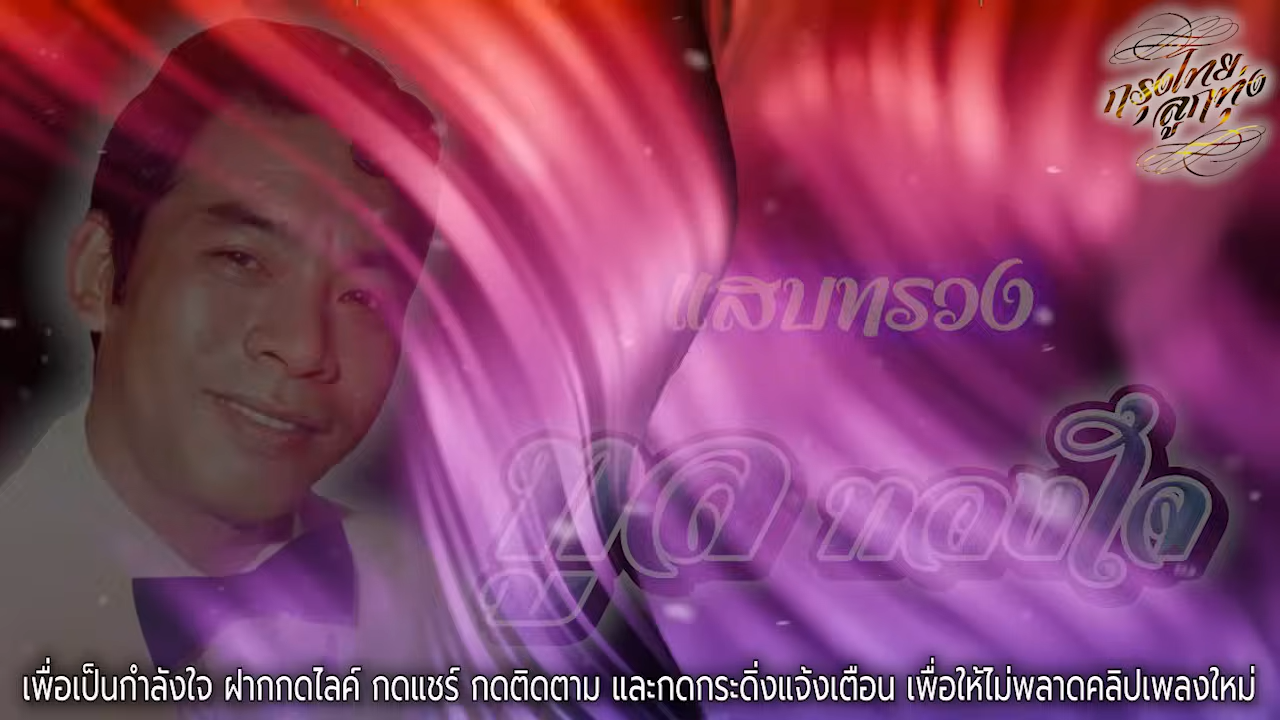 กรุงไทย
ลูกทุ่ง
แสบทรวง
ทูล ทองใจ
เพื่อเป็นกำลังใจ ฝากกดไลค์ กดแชร์ กดติดตาม และกดกระดิ่งแจ้งเตือน เพื่อให้ไม่พลาดคลิปเพลงใหม่